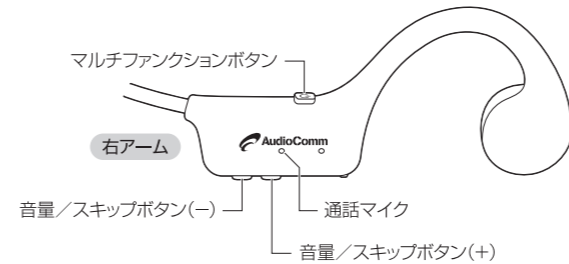 マルチファンクションボタン
AudioComm
右アーム
音量／スキップボタン(－)
通話マイク
音量／スキップボタン(＋)